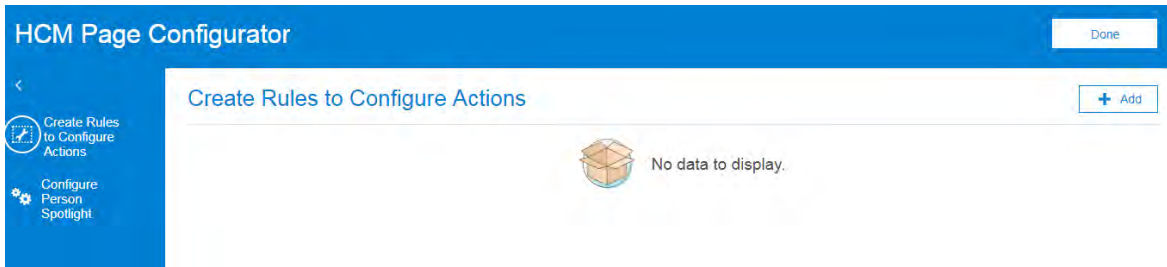 HCM Page Configurator
Done
Create Rules
to Configure
Actions
Configure
Person
Spotlight
Create Rules to Configure Actions
Add
No data to display.